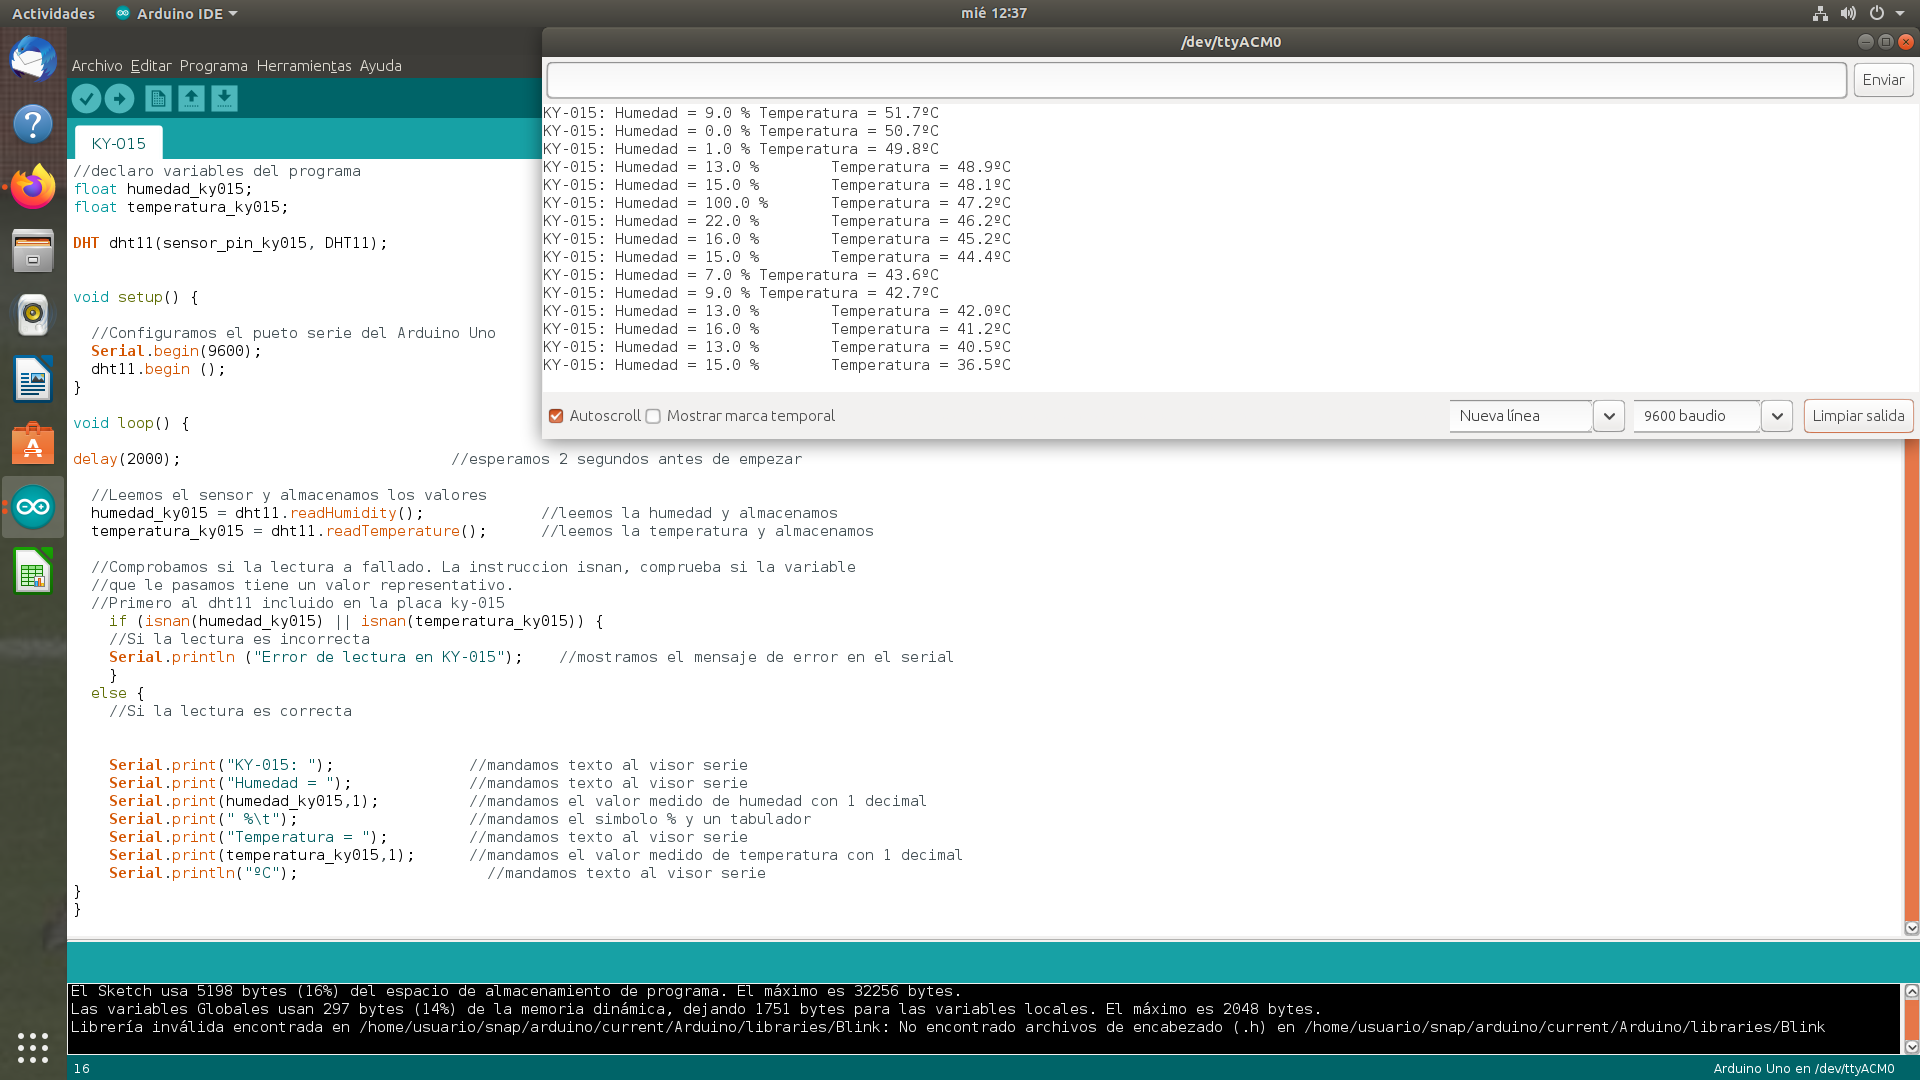 Actividades Arduino IDE mié 12:37
/dev/ttyACM0
Archivo Editar Programa Herramientas Ayuda
Enviar
KY-015
KY-015: Humedad = 9.0 % Temperatura = 51.7ºC
KY-015: Humedad = 0.0 % Temperatura = 50.7ºC
KY-015: Humedad = 1.0 % Temperatura = 49.8ºC
KY-015: Humedad = 13.0 % Temperatura = 48.9ºC
KY-015: Humedad = 15.0 % Temperatura = 48.1ºC
KY-015: Humedad = 100.0 % Temperatura = 47.2ºC
KY-015: Humedad = 22.0 % Temperatura = 46.2ºC
KY-015: Humedad = 16.0 % Temperatura = 45.2ºC
KY-015: Humedad = 15.0 % Temperatura = 44.4ºC
KY-015: Humedad = 7.0 % Temperatura = 43.6ºC
KY-015: Humedad = 9.0 % Temperatura = 42.7ºC
KY-015: Humedad = 13.0 % Temperatura = 42.0ºC
KY-015: Humedad = 16.0 % Temperatura = 41.2ºC
KY-015: Humedad = 13.0 % Temperatura = 40.5ºC
KY-015: Humedad = 15.0 % Temperatura = 36.5ºC
Autoscroll Mostrar marca temporal Nueva línea 9600 baudio Limpiar salida
//declaro variables del programa
float humedad_ky015;
float temperatura_ky015;
DHT dht11(sensor_pin_ky015, DHT11);
void setup() {
//Configuramos el pueto serie del Arduino Uno
Serial.begin(9600);
dht11.begin ();
}
void loop() {
delay(2000); //esperamos 2 segundos antes de empezar
//Leemos el sensor y almacenamos los valores
humedad_ky015 = dht11.readHumidity(); //leemos la humedad y almacenamos
temperatura_ky015 = dht11.readTemperature(); //leemos la temperatura y almacenamos
//Comprobamos si la lectura a fallado. La instruccion isnan, comprueba si la variable
//que le pasamos tiene un valor representativo.
//Primero al dht11 incluido en la placa ky-015
if (isnan(humedad_ky015) || isnan(temperatura_ky015)) {
//Si la lectura es incorrecta
Serial.println ("Error de lectura en KY-015"); //mostramos el mensaje de error en el serial
}
else {
//Si la lectura es correcta
Serial.print("KY-015: "); //mandamos texto al visor serie
Serial.print("Humedad = "); //mandamos texto al visor serie
Serial.print(humedad_ky015,1); //mandamos el valor medido de humedad con 1 decimal
Serial.print(" %\t"); //mandamos el simbolo % y un tabulador
Serial.print("Temperatura = "); //mandamos texto al visor serie
Serial.print(temperatura_ky015,1); //mandamos el valor medido de temperatura con 1 decimal
Serial.println("ºC"); //mandamos texto al visor serie
}
}
El Sketch usa 5198 bytes (16%) del espacio de almacenamiento de programa. El máximo es 32256 bytes.
Las variables Globales usan 297 bytes (14%) de la memoria dinámica, dejando 1751 bytes para las variables locales. El máximo es 2048 bytes.
Librería inválida encontrada en /home/usuario/snap/arduino/current/Arduino/libraries/Blink: No encontrado archivos de encabezado (.h) en /home/usuario/snap/arduino/current/Arduino/libraries/Blink
16 Arduino Uno en /dev/ttyACM0